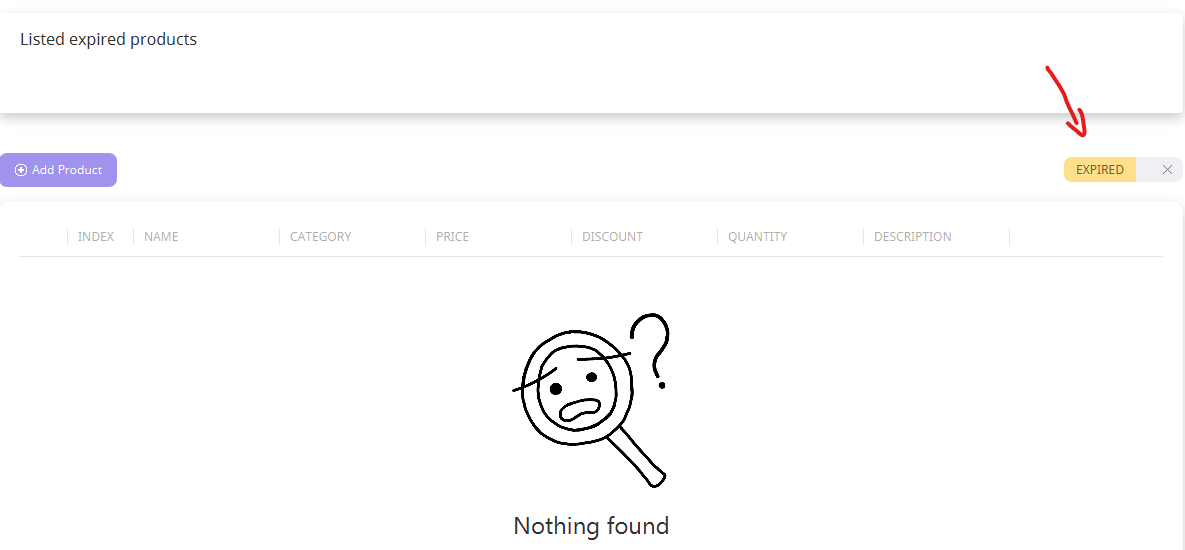 Listed expired products
Add Product
EXPIRED
INDEX NAME CATEGORY PRICE DISCOUNT QUANTITY DESCRIPTION
?
Nothing found